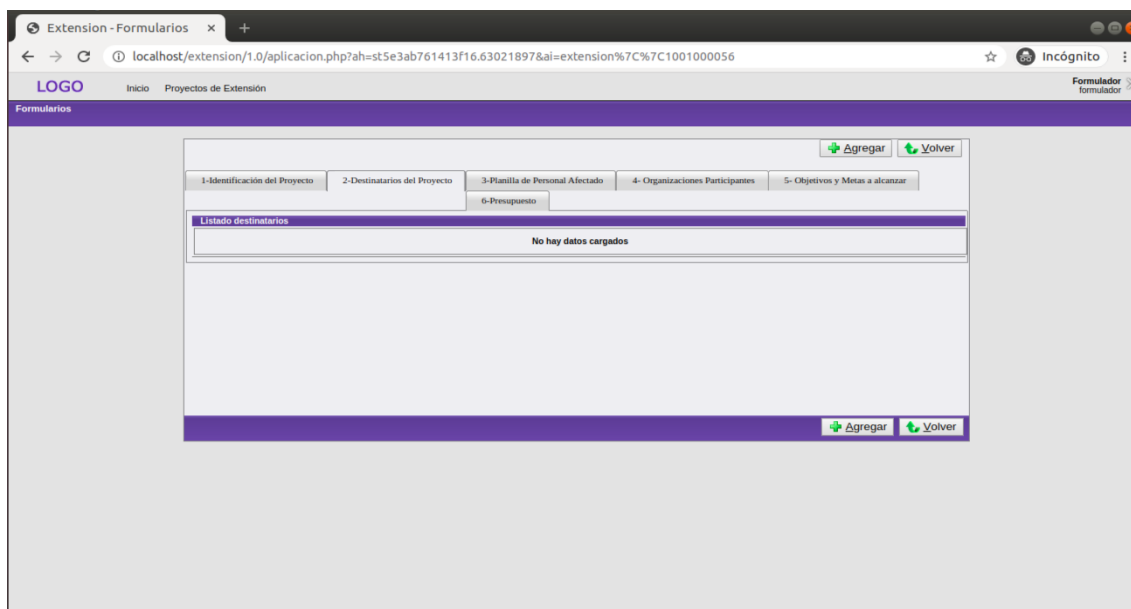 Extension - Formularios
localhost/extension/1.0/aplicacion.php?ah=st5e3ab761413f16.63021897&ai=extension%7C%7C1001000056
Incógnito
LOGO Inicio Proyectos de Extensión
Formulador
formulador
Formularios
Agregar Volver
1-Identificación del Proyecto 2-Destinatarios del Proyecto 3-Planilla de Personal Afectado 4- Organizaciones Participantes 5- Objetivos y Metas a alcanzar
6-Presupuesto
Listado destinatarios
No hay datos cargados
Agregar Volver